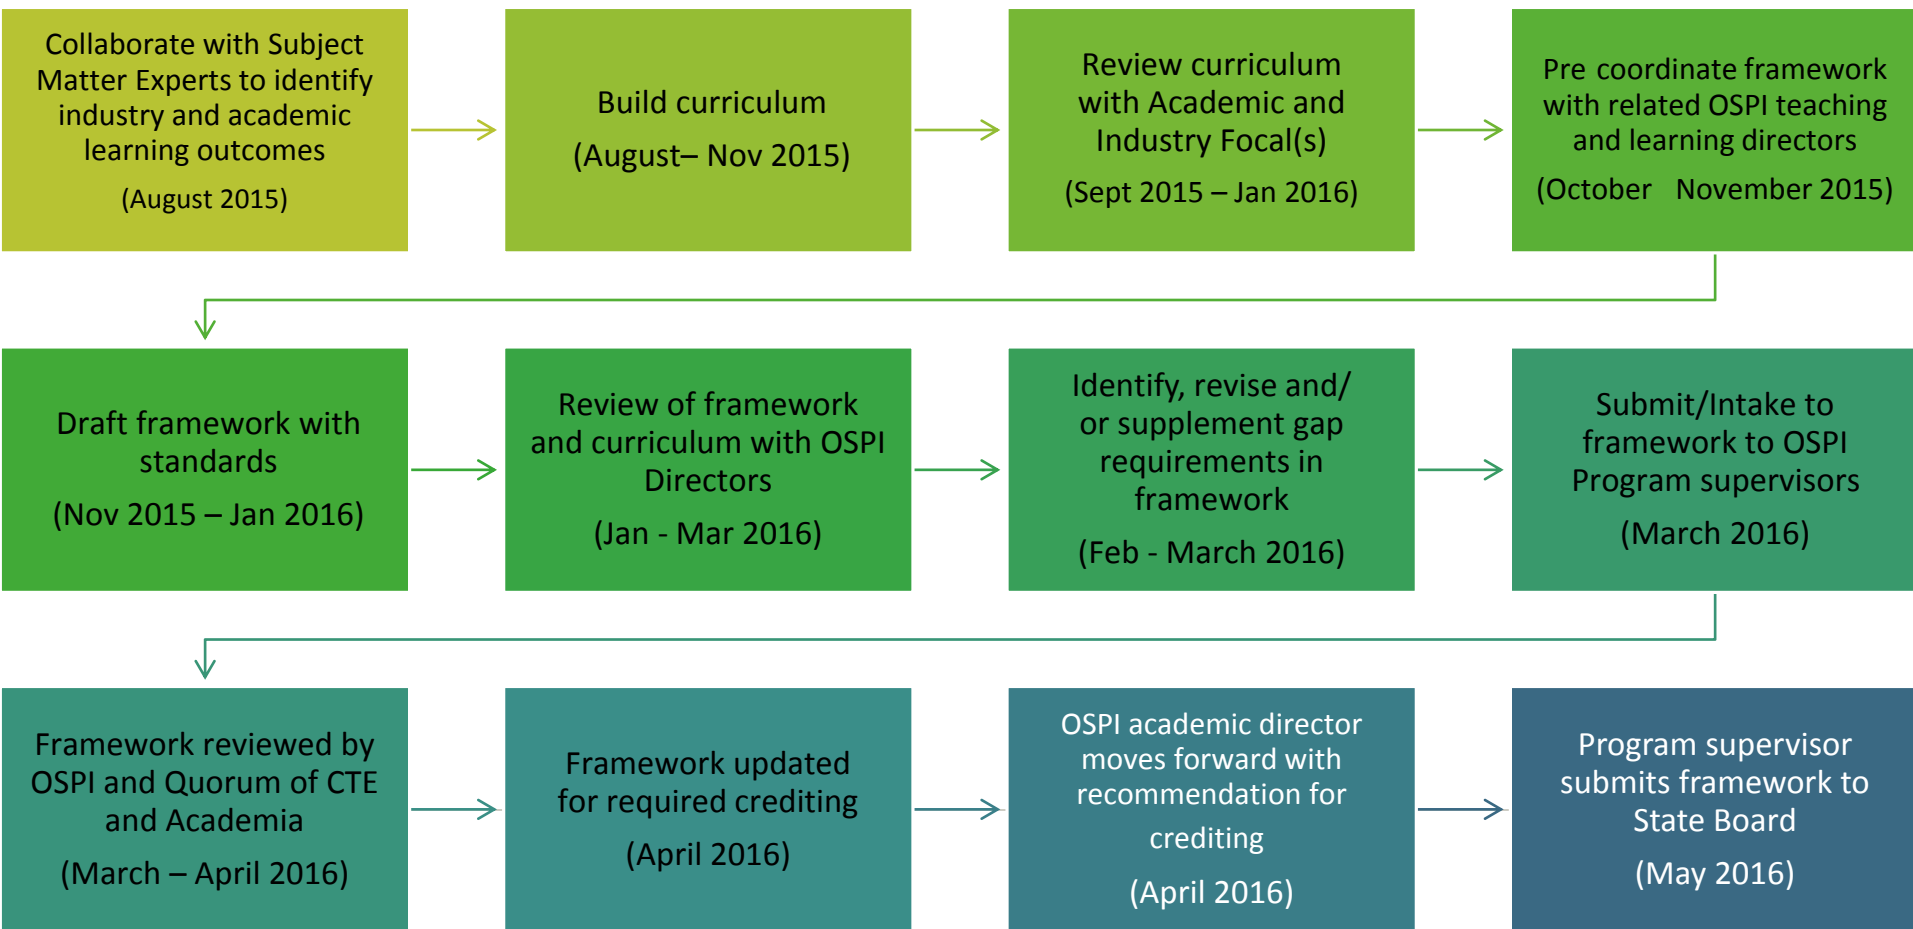 Collaborate with Subject
Matter Experts to identify
industry and academic
learning outcomes
(August 2015)
Build curriculum
(August– Nov 2015)
Review curriculum
with Academic and
Industry Focal(s)
(Sept 2015 – Jan 2016)
Pre coordinate framework
with related OSPI teaching
and learning directors
(October November 2015)
Draft framework with
standards
(Nov 2015 – Jan 2016)
Review of framework
and curriculum with OSPI
Directors
(Jan - Mar 2016)
Identify, revise and/
or supplement gap
requirements in
framework
(Feb - March 2016)
Submit/Intake to
framework to OSPI
Program supervisors
(March 2016)
Framework reviewed by
OSPI and Quorum of CTE
and Academia
(March – April 2016)
Framework updated
for required crediting
(April 2016)
OSPI academic director
moves forward with
recommendation for
crediting
(April 2016)
Program supervisor
submits framework to
State Board
(May 2016)